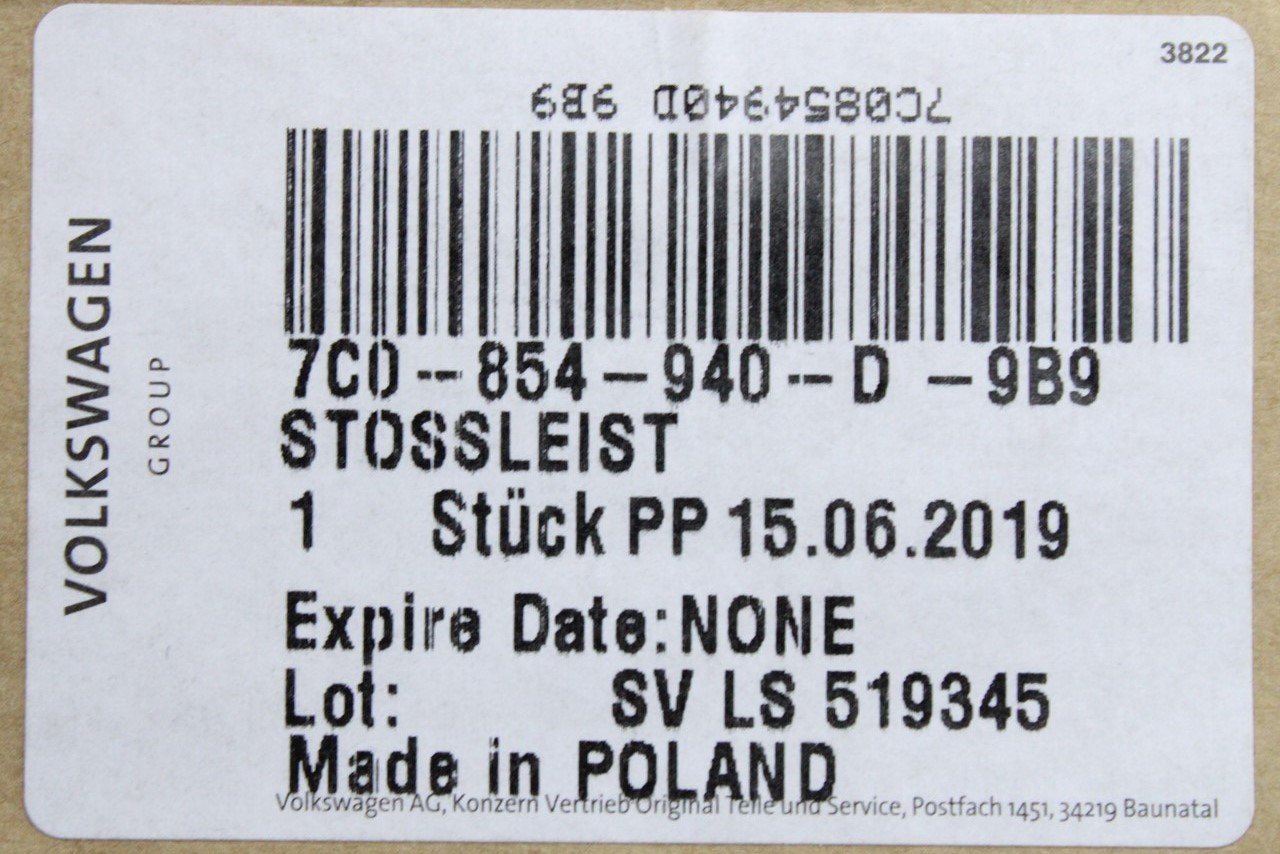 3822
7C0854940D 9B9
7C0-854-940-D -9B9
STOSSLEIST
1 Stück PP 15.06.2019
Expire Date:NONE
Lot: SV LS 519345
Made in POLAND
Volkswagen AG, Konzern Vertrieb Original Teile und Service, Postfach 1451, 34219 Baunatal
VOLKSWAGEN
GROUP